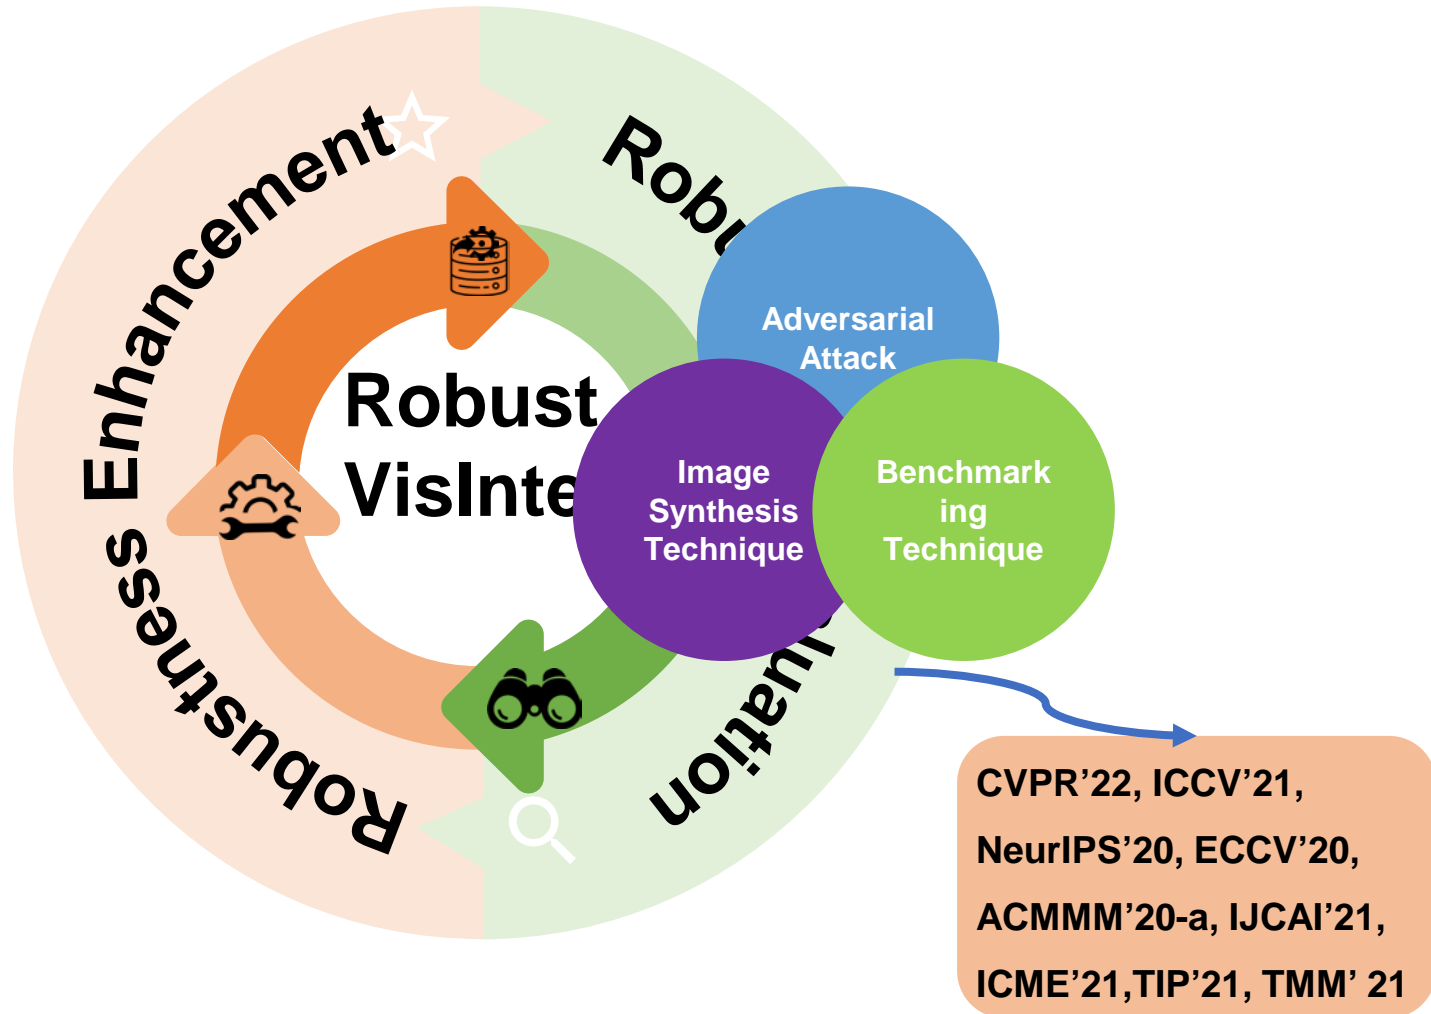 Robustness Enhancement
Robu
luation
Robust
VisInte
Adversarial
Attack
Image
Synthesis
Technique
Benchmark
ing
Technique
CVPR’22, ICCV’21,
NeurIPS’20, ECCV’20,
ACMMM’20-a, IJCAI’21,
ICME’21,TIP’21, TMM’ 21